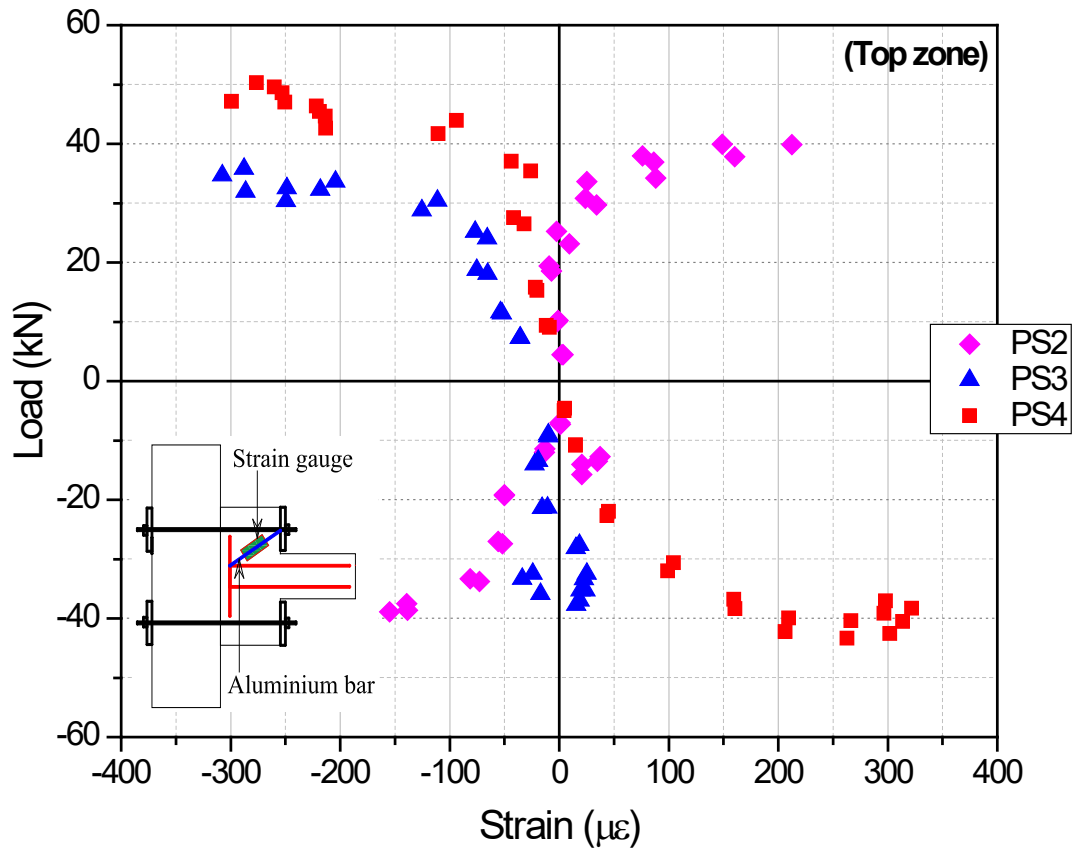 (Top zone)
60
40
20
0
-20
-40
-60
Load (kN)
PS2
PS3
PS4
Strain gauge
Aluminium bar
-400 -300 -200 -100 0 100 200 300 400
Strain (με)